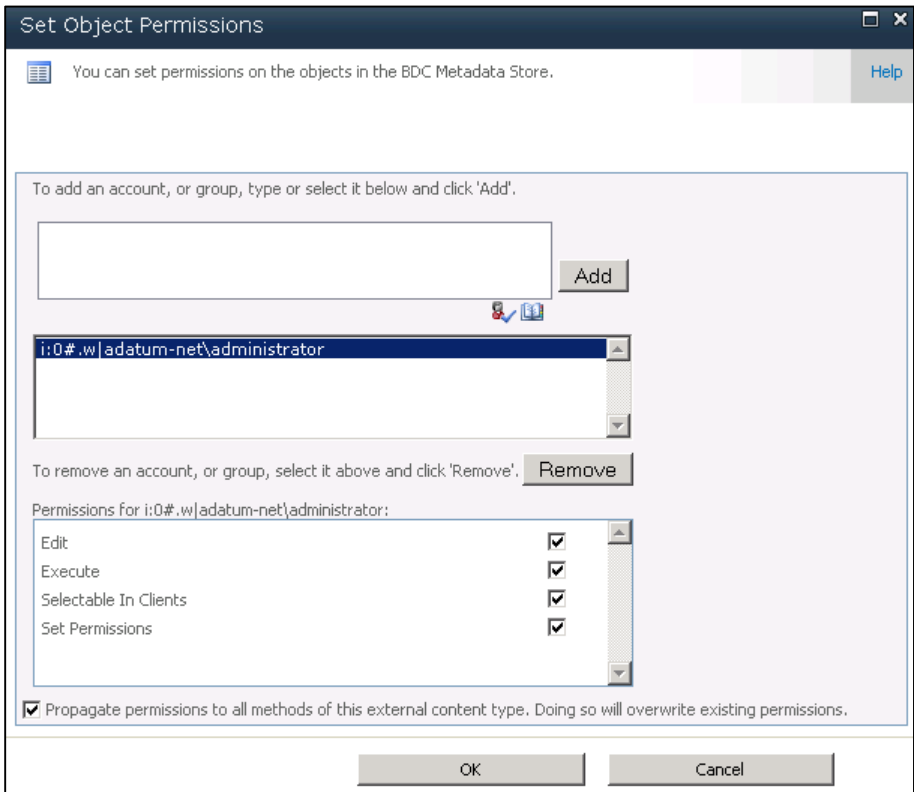 Set Object Permissions
You can set permissions on the objects in the BDC Metadata Store.
Help
To add an account, or group, type or select it below and click 'Add'.
Add
i:0#.w|adatum-net\administrator
To remove an account, or group, select it above and click 'Remove'. Remove
Permissions for i:0#.w|adatum-net\administrator:
Edit
Execute
Selectable In Clients
Set Permissions
Propagate permissions to all methods of this external content type. Doing so will overwrite existing permissions.
OK Cancel